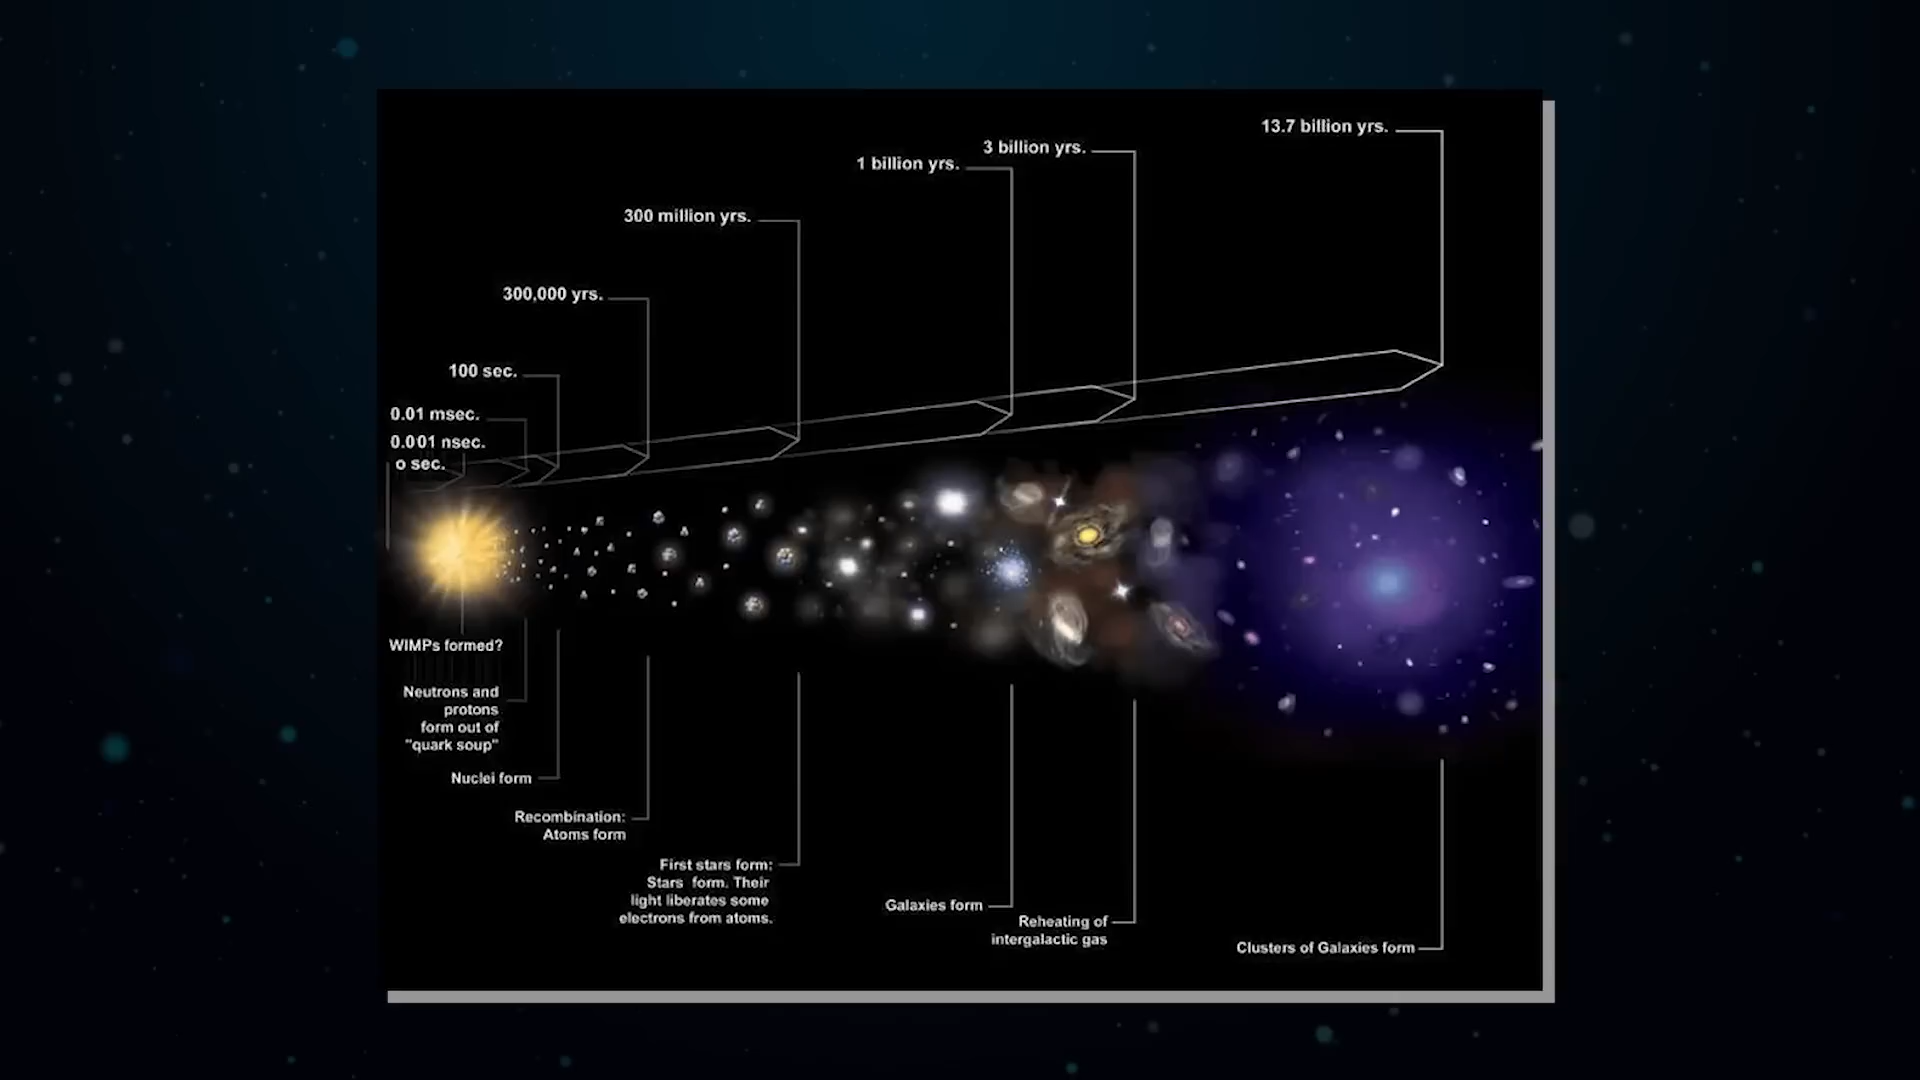 13.7 billion yrs.
3 billion yrs.
1 billion yrs.
300 million yrs.
300,000 yrs.
100 sec.
0.01 msec.
0.001 nsec.
o sec.
WIMPs formed?
Neutrons and
protons
form out of
"quark soup"
Nuclei form
Recombination:
Atoms form
First stars form:
Stars form. Their
light liberates some
electrons from atoms.
Galaxies form
Reheating of
intergalactic gas
Clusters of Galaxies form